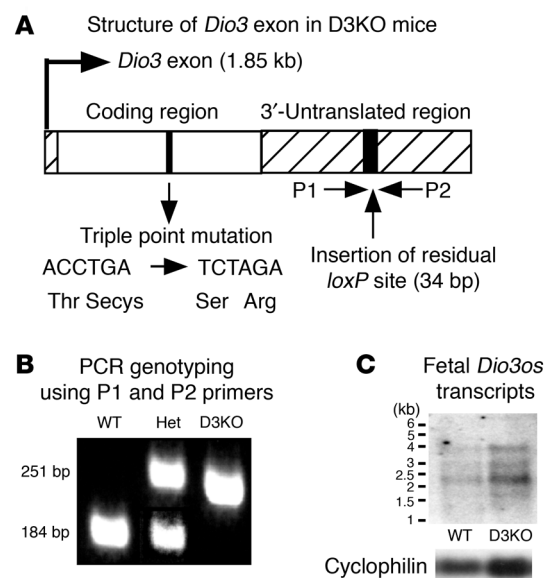 A
Structure of Dio3 exon in D3KO mice
Dio3 exon (1.85 kb)
Coding region 3′-Untranslated region
P1 P2
Triple point mutation
ACCTGA TCTAGA
Thr Secys Ser Arg
Insertion of residual
loxP site (34 bp)
B
PCR genotyping
using P1 and P2 primers
WT Het D3KO
251 bp
184 bp
C
Fetal Dio3os
transcripts
(kb)
6
5
4
3
2.5
2
1.5
1
WT D3KO
Cyclophilin